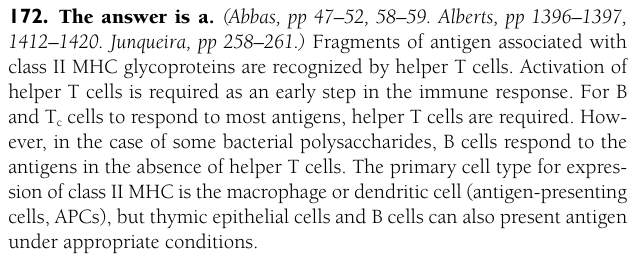 172. The answer is a. (Abbas, pp 47–52, 58–59. Alberts, pp 1396–1397,
1412–1420. Junqueira, pp 258–261.) Fragments of antigen associated with
class II MHC glycoproteins are recognized by helper T cells. Activation of
helper T cells is required as an early step in the immune response. For B
and Tc cells to respond to most antigens, helper T cells are required. How-
ever, in the case of some bacterial polysaccharides, B cells respond to the
antigens in the absence of helper T cells. The primary cell type for expres-
sion of class II MHC is the macrophage or dendritic cell (antigen-presenting
cells, APCs), but thymic epithelial cells and B cells can also present antigen
under appropriate conditions.